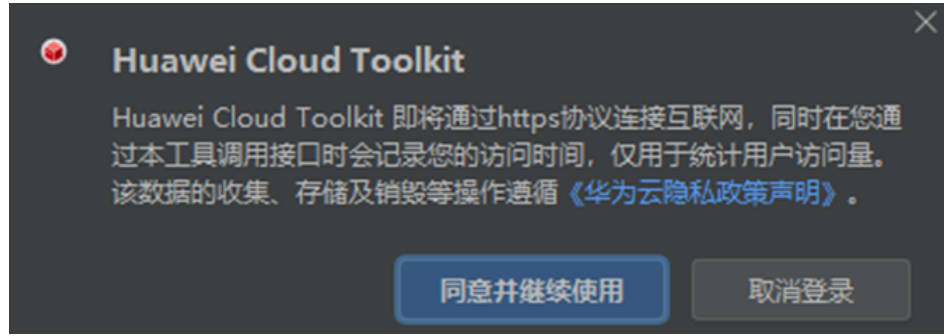 Huawei Cloud Toolkit
Huawei Cloud Toolkit 即将通过https协议连接互联网，同时在您通
过本工具调用接口时会记录您的访问时间，仅用于统计用户访问量。
该数据的收集、存储及销毁等操作遵循《华为云隐私政策声明》。
同意并继续使用
取消登录